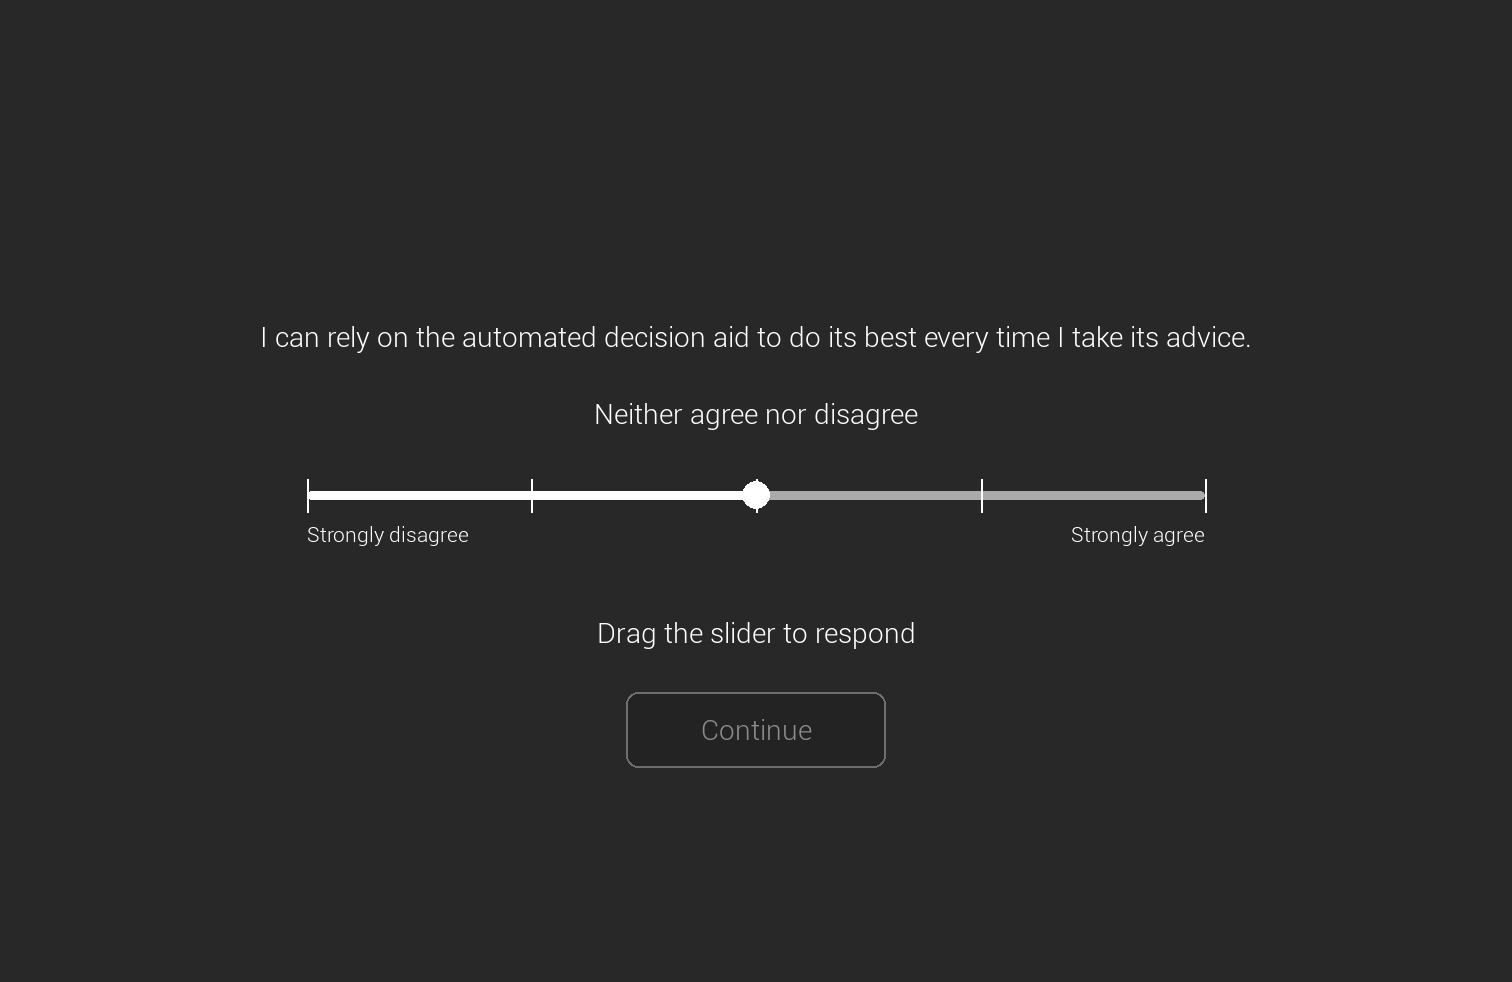 I can rely on the automated decision aid to do its best every time I take its advice.
Neither agree nor disagree
Strongly disagree
Strongly agree
Drag the slider to respond
Continue